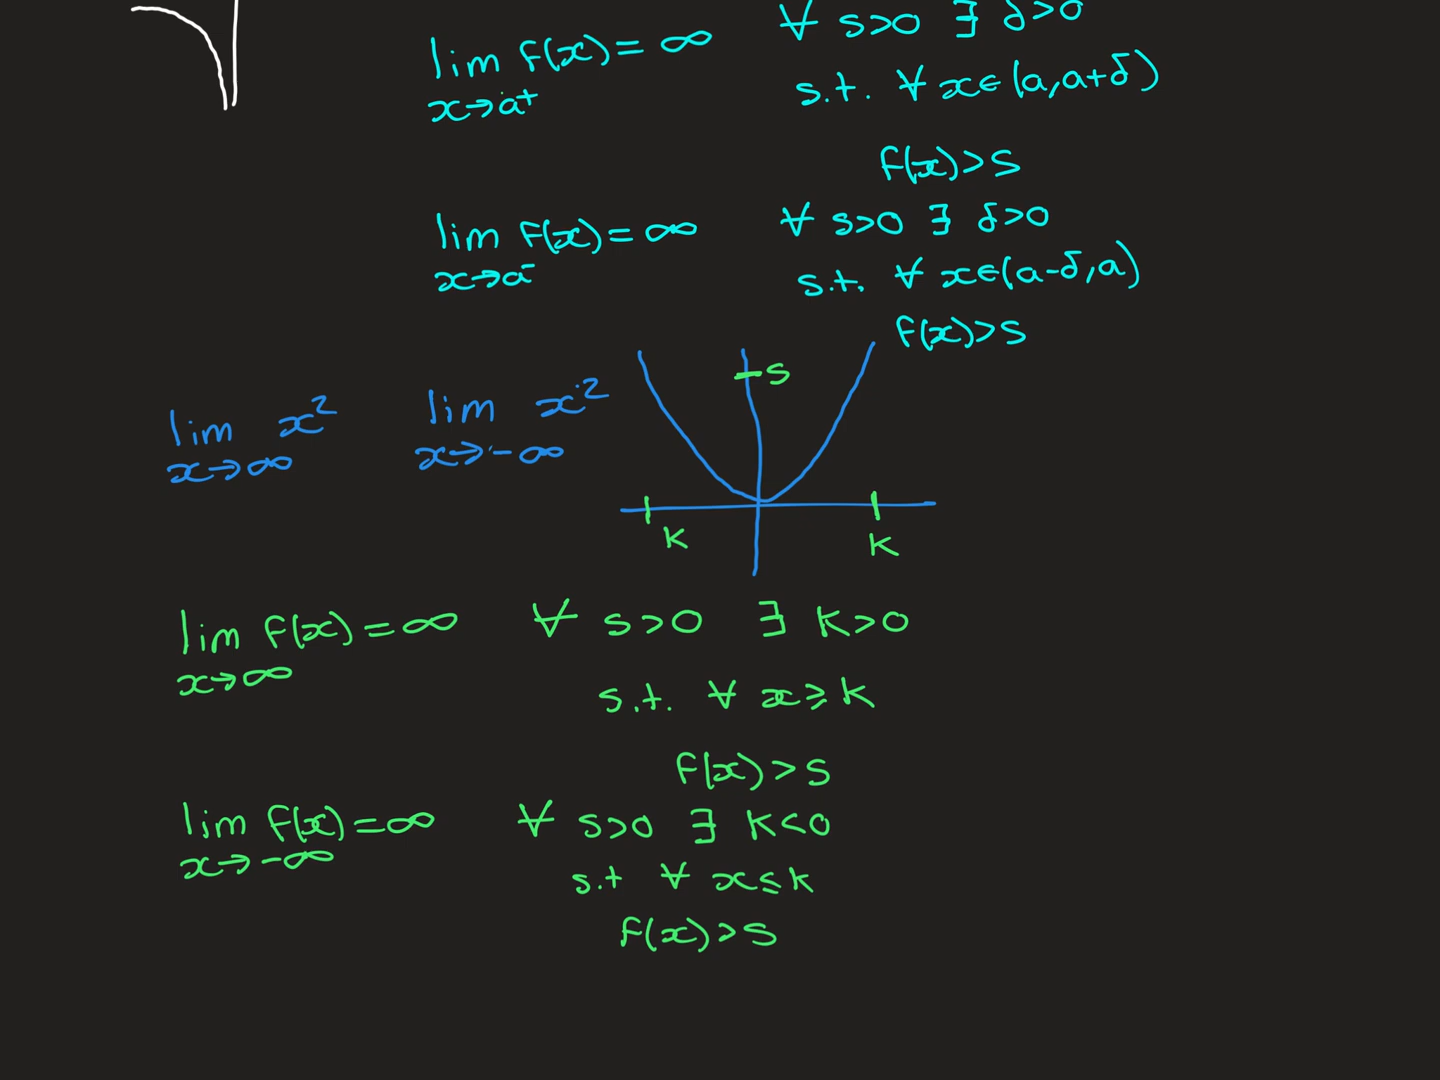 lim f(x) = ∞ ∀ s>0 ∃ δ>0
x→a⁺ s.t. ∀ x∈(a,a+δ)
f(x)>s
lim f(x) = ∞ ∀ s>0 ∃ δ>0
x→a⁻ s.t. ∀ x∈(a-δ,a)
f(x)>s
s
lim x² lim x²
x→∞ x→-∞
k k
lim f(x) = ∞ ∀ s>0 ∃ k>0
x→∞ s.t. ∀ x⩾k
f(x)>s
lim f(x) = ∞ ∀ s>0 ∃ k<0
x→-∞ s.t ∀ x⩽k
f(x)>s